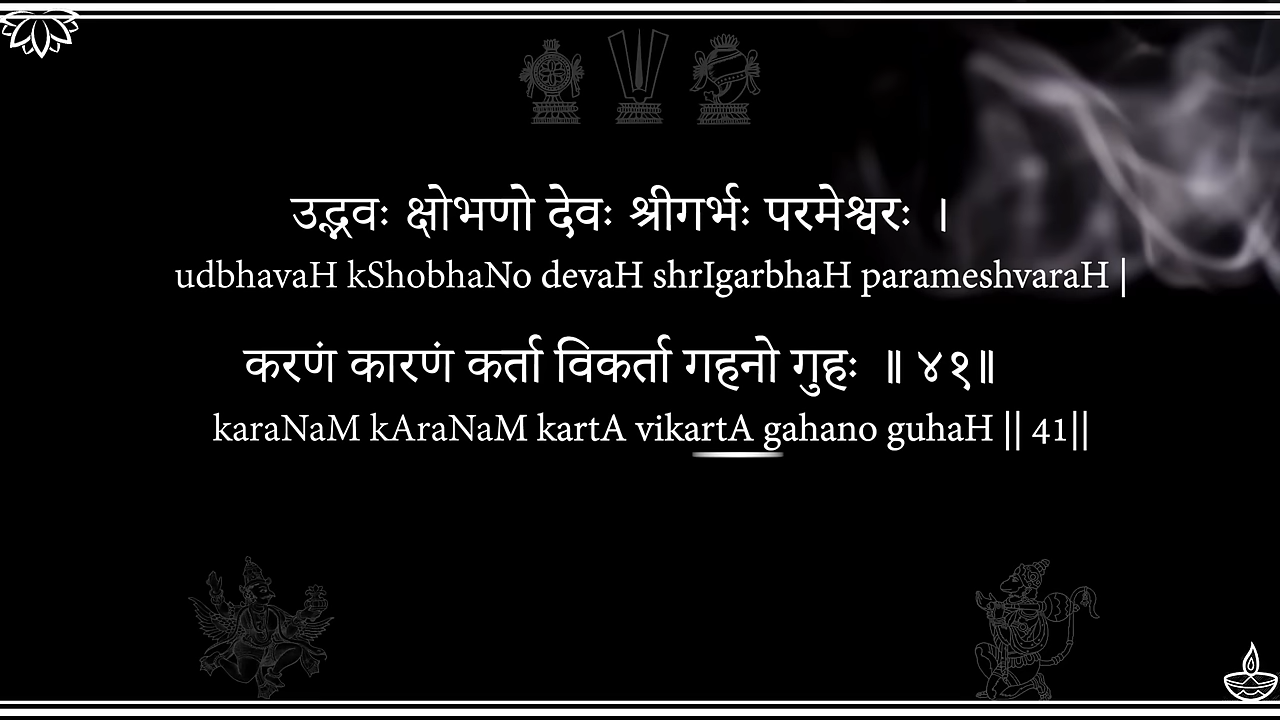 उद्भवः क्षोभणो देवः श्रीगर्भः परमेश्वरः ।
udbhavaH kShobhaNo devaH shrIgarbhaH parameshvaraH |
करणं कारणं कर्ता विकर्ता गहनो गुहः ॥ ४१॥
karaNaM kAraNaM kartA vikartA gahano guhaH || 41||